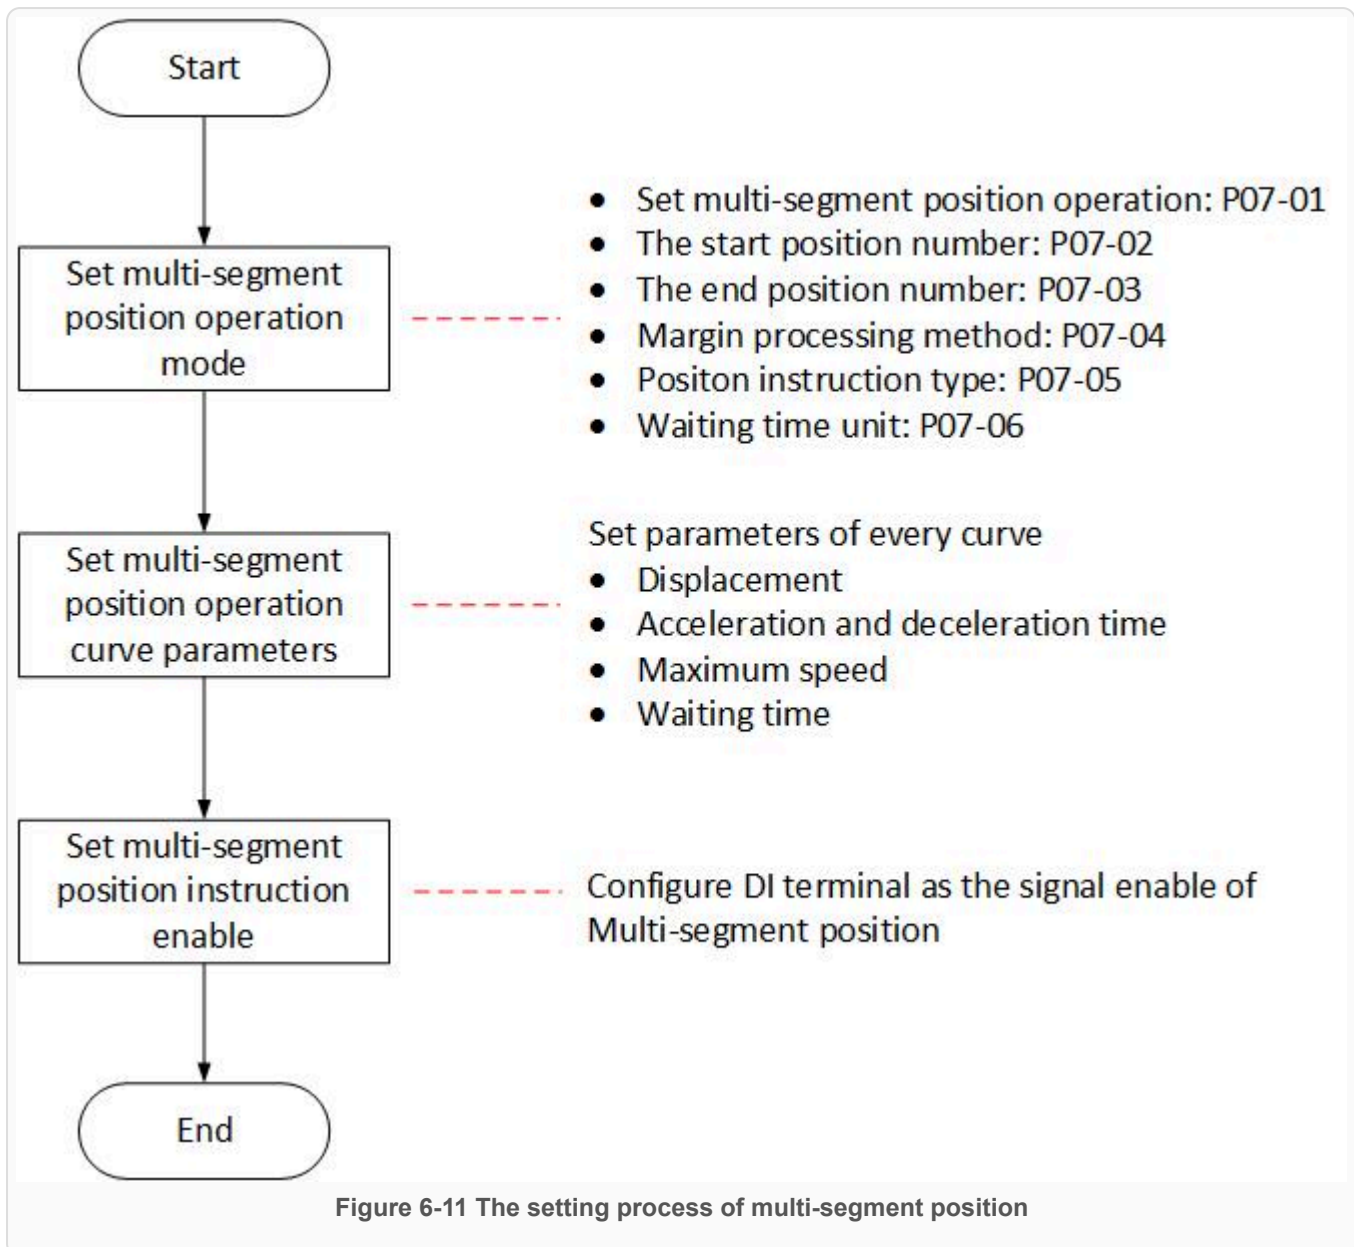 Start
Set multi-segment
position operation
mode
● Set multi-segment position operation: P07-01
● The start position number: P07-02
● The end position number: P07-03
● Margin processing method: P07-04
● Positon instruction type: P07-05
● Waiting time unit: P07-06
Set multi-segment
position operation
curve parameters
Set parameters of every curve
● Displacement
● Acceleration and deceleration time
● Maximum speed
● Waiting time
Set multi-segment
position instruction
enable
Configure DI terminal as the signal enable of
Multi-segment position
End
Figure 6-11 The setting process of multi-segment position